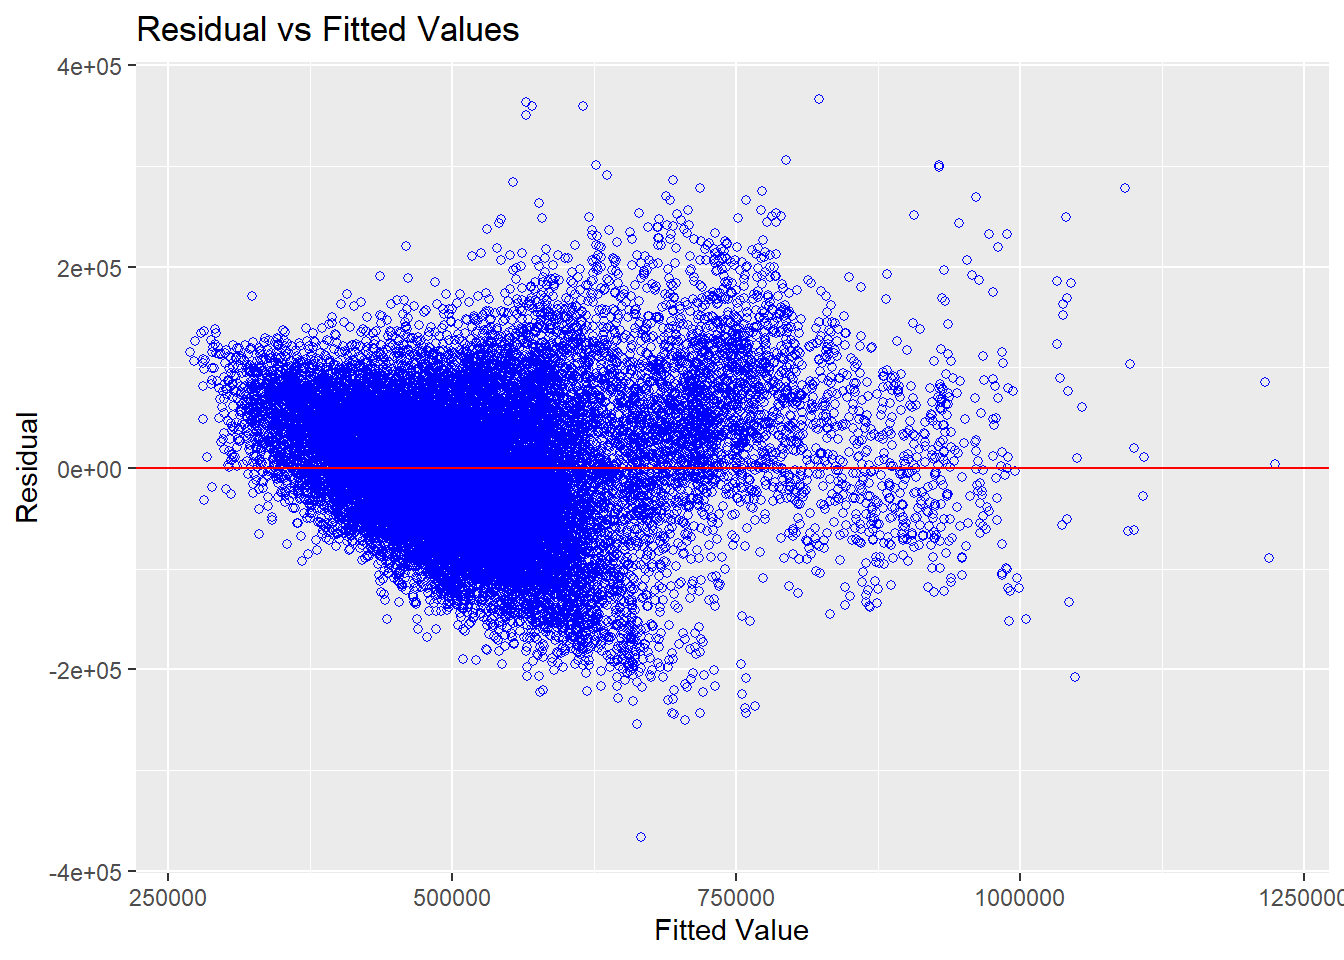 Residual vs Fitted Values
4e+05
2e+05
0e+00
-2e+05
-4e+05
Residual
250000 500000 750000 1000000 1250000
Fitted Value